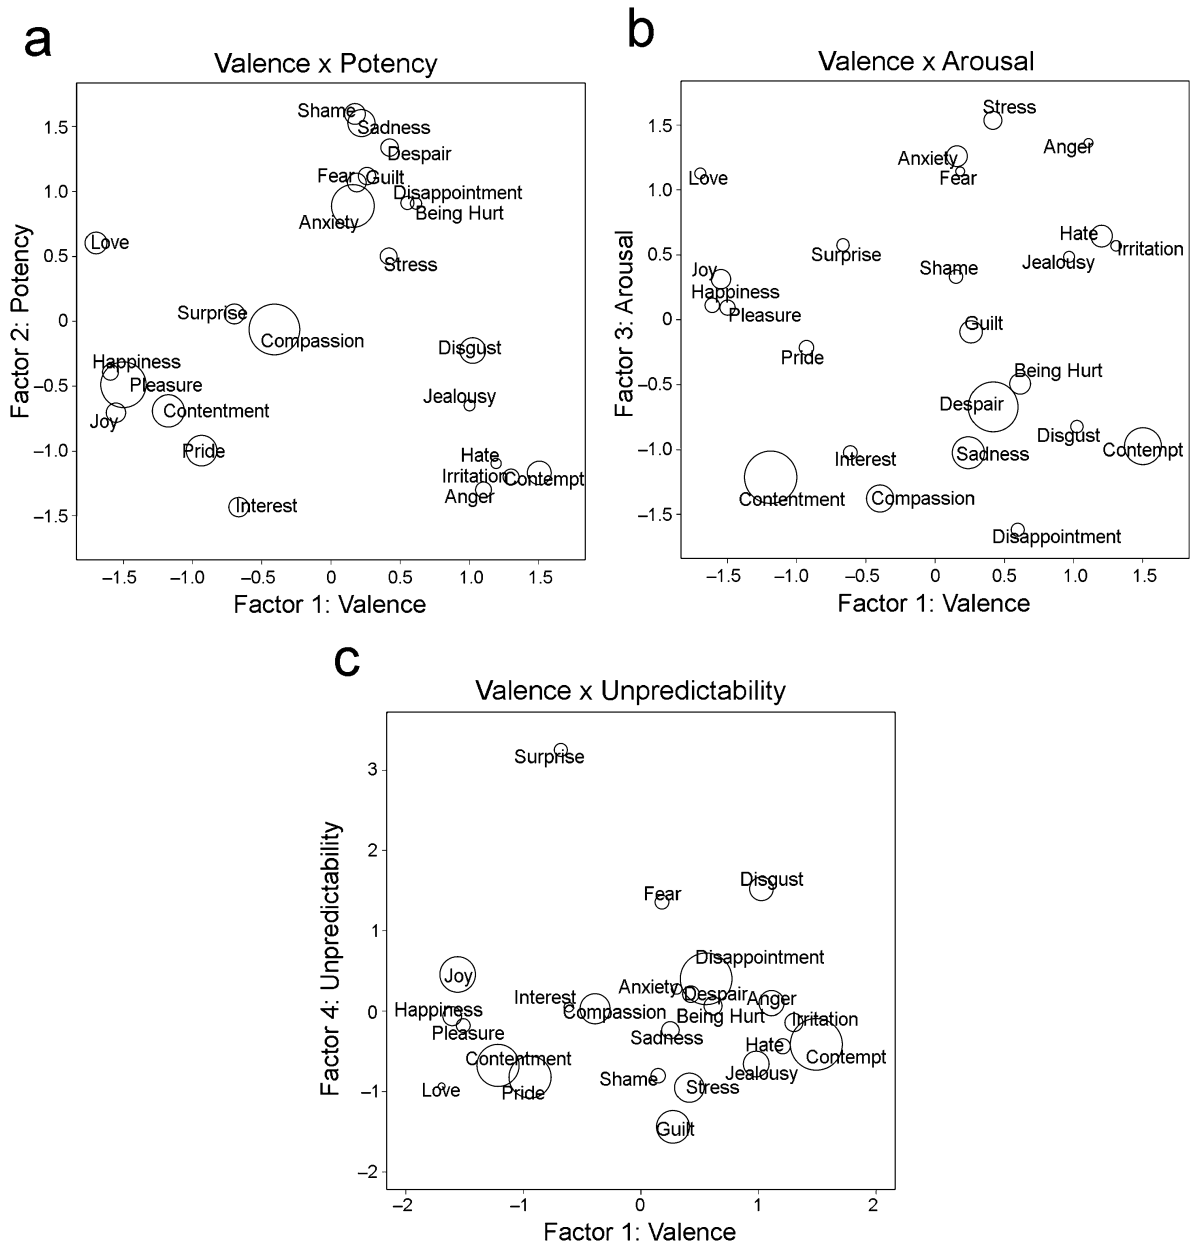 a
Valence x Potency
Shame
Sadness
1.5
Despair
Fear
Guilt
1.0
Disappointment
Being Hurt
Anxiety
Love
0.5
Stress
Surprise
0
Compassion
Disgust
Happiness
Pleasure
–0.5
Jealousy
Contentment
Joy
Pride
–1.0
Hate
Irritation
Contempt
Anger
Interest
–1.5
Factor 2: Potency
–1.5
–1.0
–0.5
0
0.5
1.0
1.5
Factor 1: Valence
b
Valence x Arousal
Stress
1.5
Anger
Anxiety
Fear
Love
1.0
Hate
Irritation
Surprise
0.5
Jealousy
Shame
Joy
Happiness
Pleasure
0
Guilt
Pride
Being Hurt
–0.5
Despair
Disgust
Contempt
–1.0
Sadness
Interest
Contentment
Compassion
–1.5
Disappointment
Factor 3: Arousal
–1.5
–1.0
–0.5
0
0.5
1.0
1.5
Factor 1: Valence
c
Valence x Unpredictability
3
Surprise
2
Disgust
Fear
1
Disappointment
Joy
Anxiety
Despair
Anger
Interest
Happiness
0
Compassion
Being Hurt
Irritation
Pleasure
Sadness
Hate
Contentment
Contempt
Jealousy
Shame
Stress
Love
Pride
–1
Guilt
–2
Factor 4: Unpredictability
–2
–1
0
1
2
Factor 1: Valence